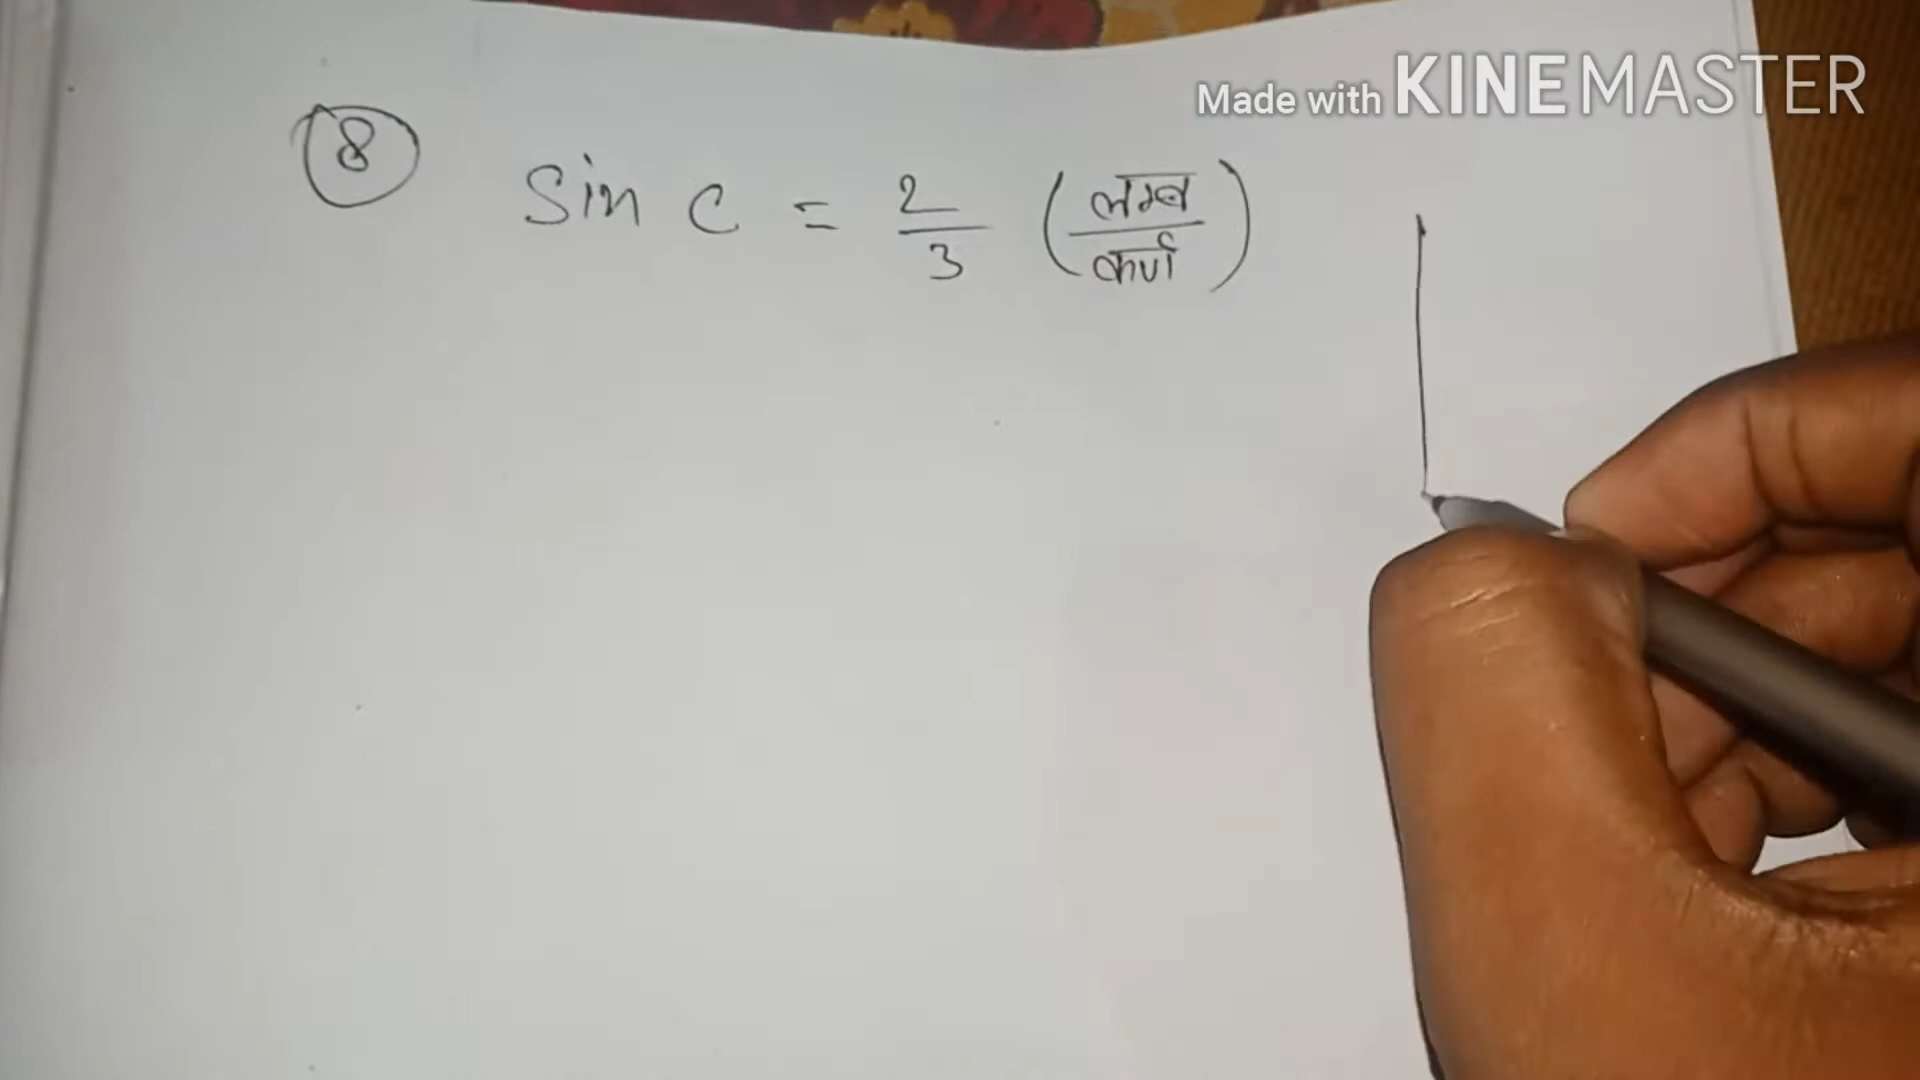 Made with KINEMASTER
⑧ Sin C = 2/3 (लम्ब/कर्ण)